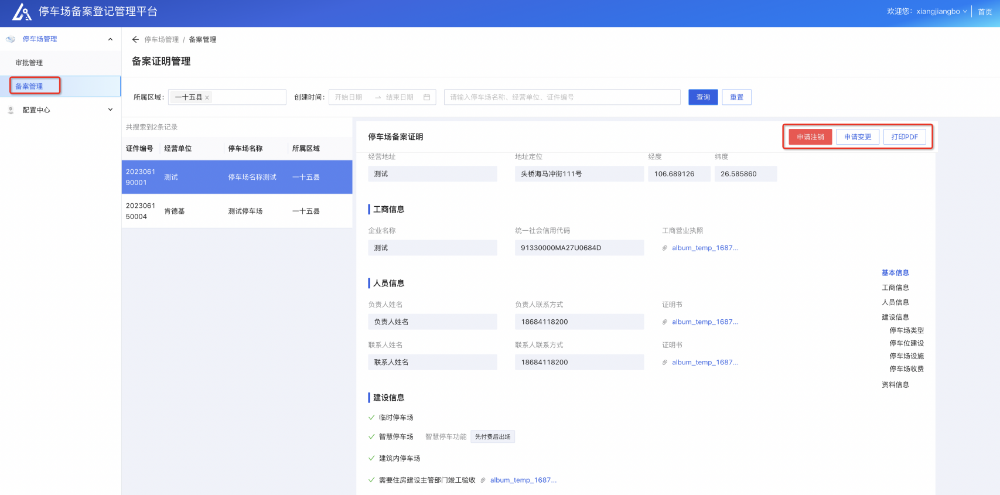 停车场备案登记管理平台
欢迎您：xiangjiangbo
首页
停车场管理
审批管理
备案管理
配置中心
停车场管理 / 备案管理
备案证明管理
所属区域：
一十五县 x
创建时间：
开始日期
结束日期
请输入停车场名称、经营单位、证件编号
查询
重置
共搜索到2条记录
证件编号 经营单位 停车场名称 所属区域
2023061
90001
测试 停车场名称测试 一十五县
2023061
50004
肯德基 测试停车场 一十五县
停车场备案证明
申请注销 申请变更 打印PDF
经营地址 地址定位 经度 纬度
测试 头桥海马冲街111号 106.689126 26.585860
工商信息
企业名称 统一社会信用代码 工商营业执照
测试 91330000MA27U0684D album_temp_1687...
人员信息
负责人姓名 负责人联系方式 证明书
负责人姓名 18684118200 album_temp_1687...
联系人姓名 联系人联系方式 证明书
联系人姓名 18684118200 album_temp_1687...
建设信息
临时停车场
智慧停车场 智慧停车功能 先付费后出场
建筑内停车场
需要住房建设主管部门竣工验收 album_temp_1687...
基本信息
工商信息
人员信息
建设信息
停车场类型
停车位建设
停车场设施
停车场收费
资料信息